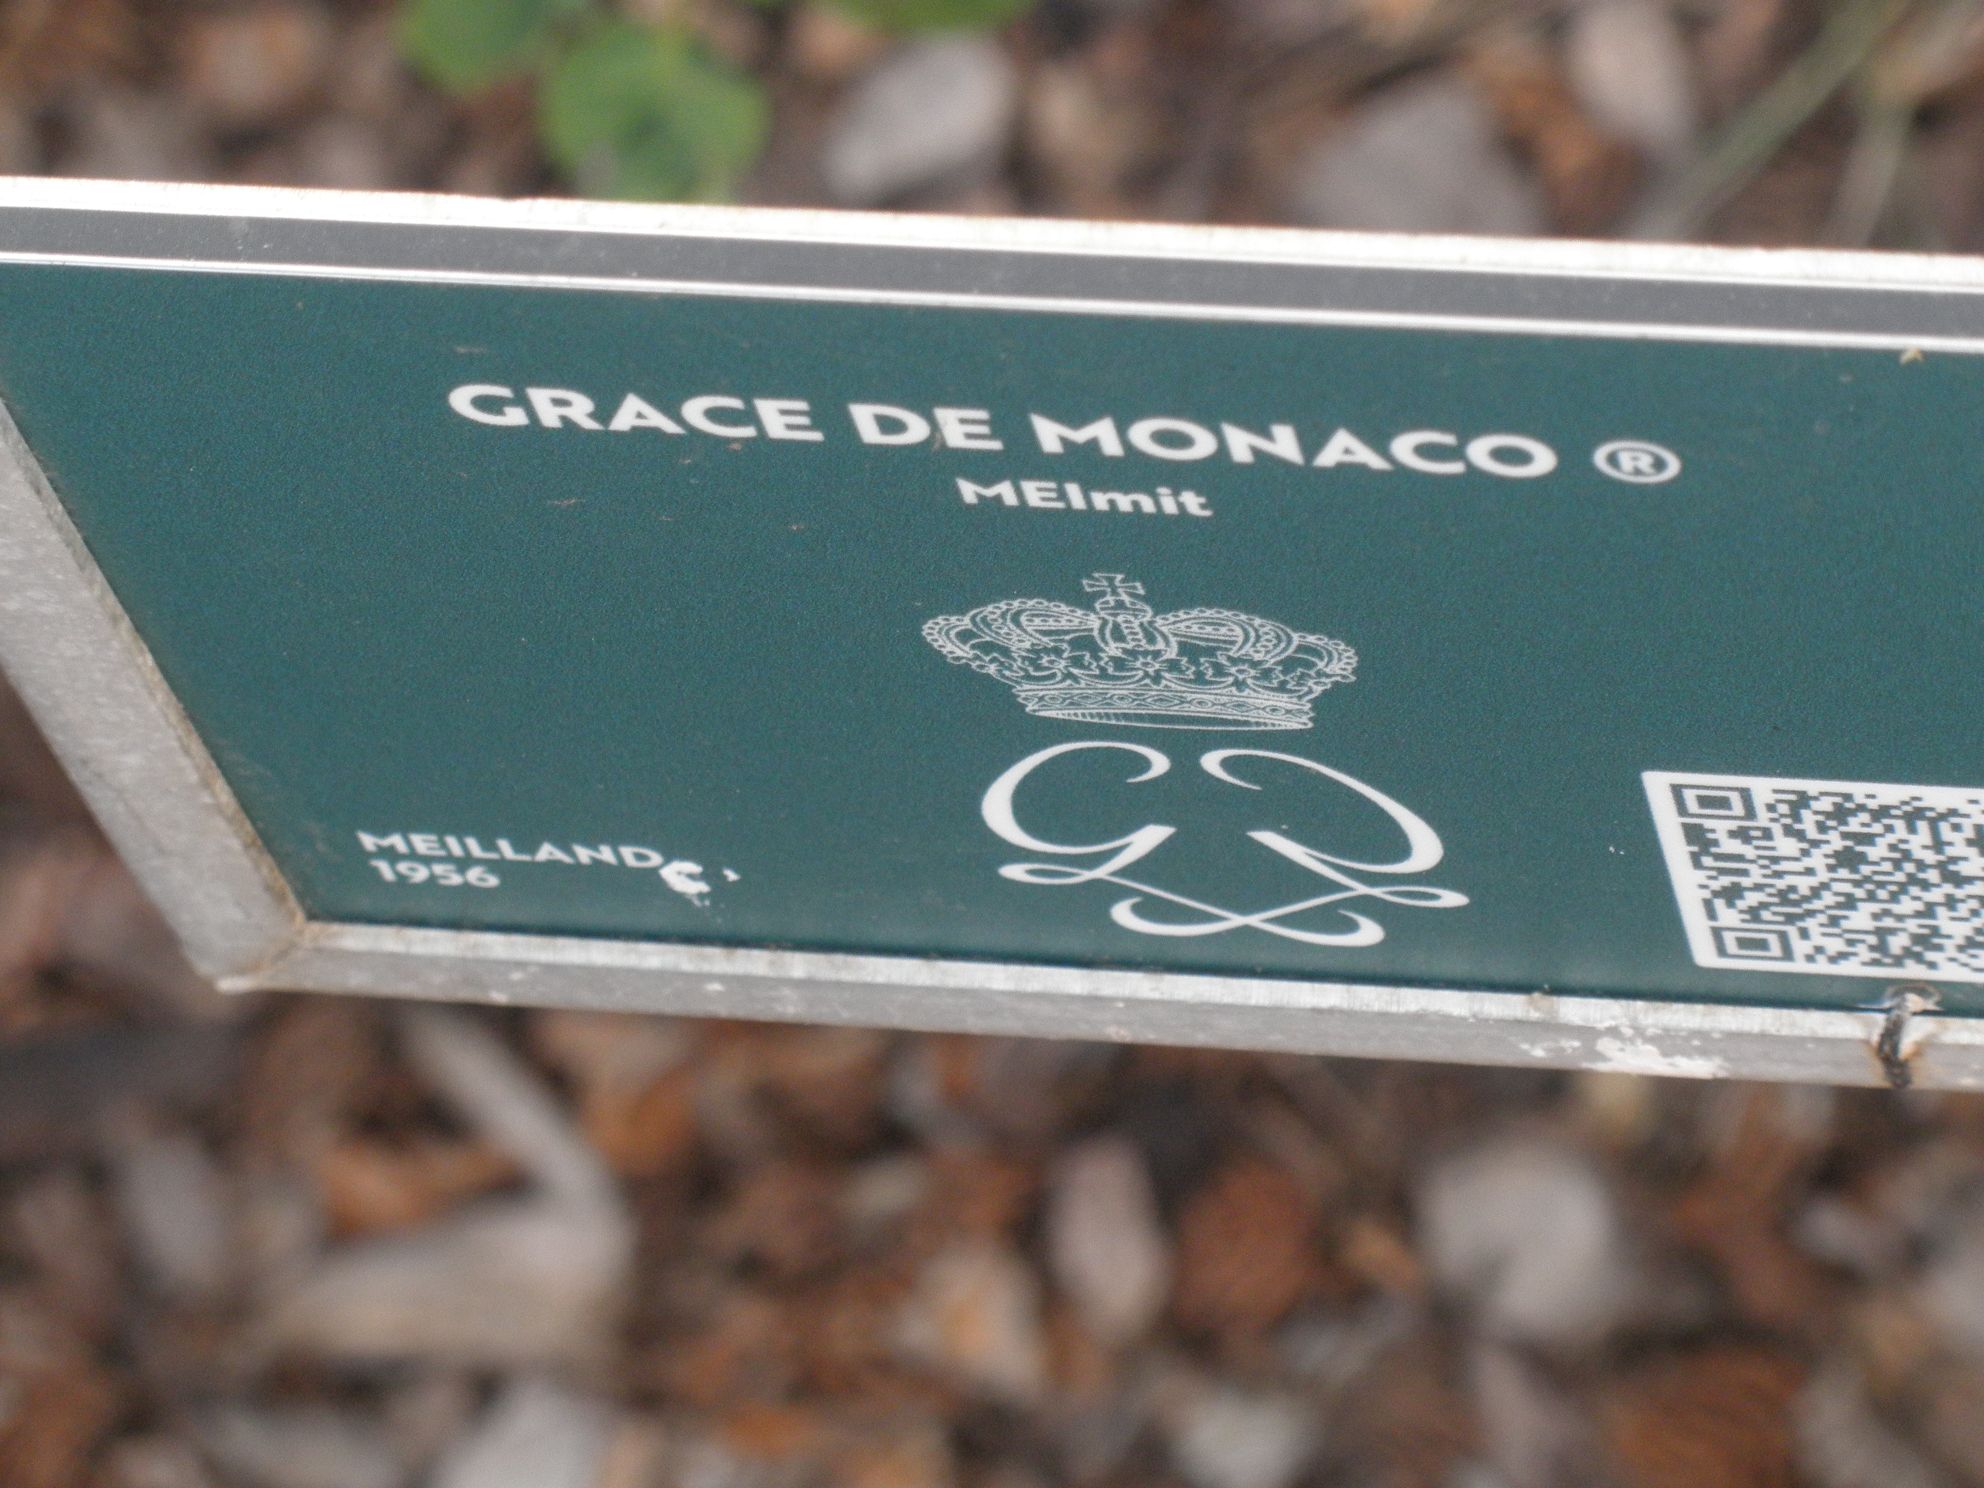 GRACE DE MONACO ®
MEImit
MEILLAND
1956